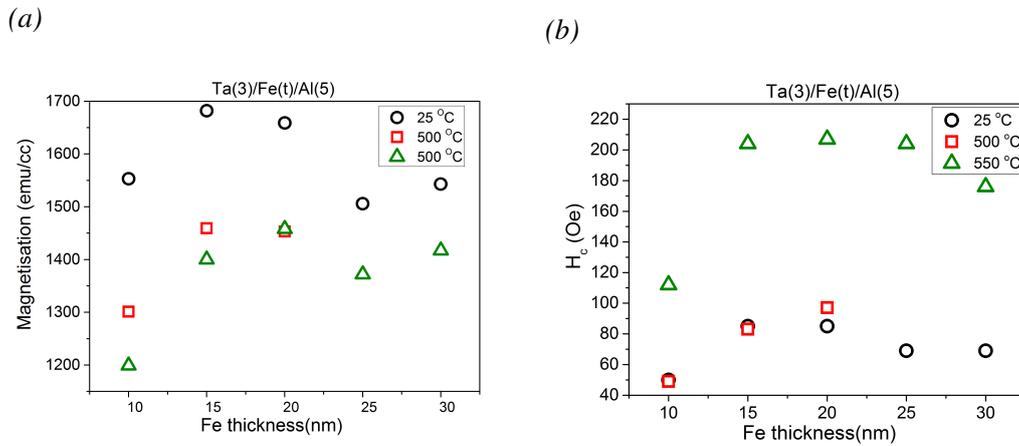 (a)
Ta(3)/Fe(t)/Al(5)
1700
1600
1500
1400
1300
1200
Magnetisation (emu/cc)
25 °C
500 °C
500 °C
10 15 20 25 30
Fe thickness(nm)
(b)
Ta(3)/Fe(t)/Al(5)
220
200
180
160
140
120
100
80
60
40
H_c (Oe)
25 °C
500 °C
550 °C
10 15 20 25 30
Fe thickness(nm)